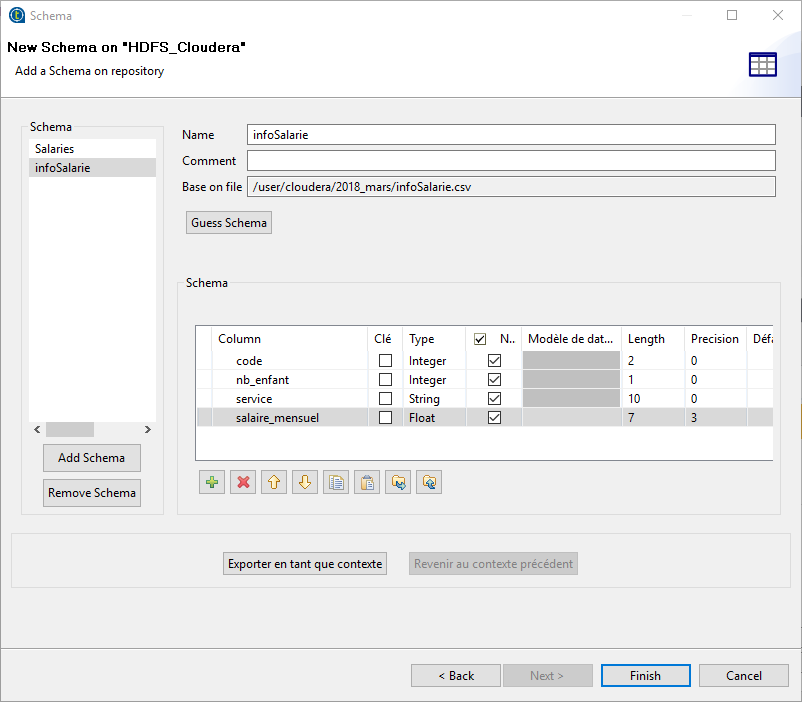 Schema
New Schema on "HDFS_Cloudera"
Add a Schema on repository
Schema
Salaries
infoSalarie
Add Schema
Remove Schema
Name infoSalarie
Comment
Base on file /user/cloudera/2018_mars/infoSalarie.csv
Guess Schema
Schema
Column Clé Type N.. Modèle de dat... Length Precision Défa
code Integer 2 0
nb_enfant Integer 1 0
service String 10 0
salaire_mensuel Float 7 3
Exporter en tant que contexte Revenir au contexte précédent
< Back Next > Finish Cancel